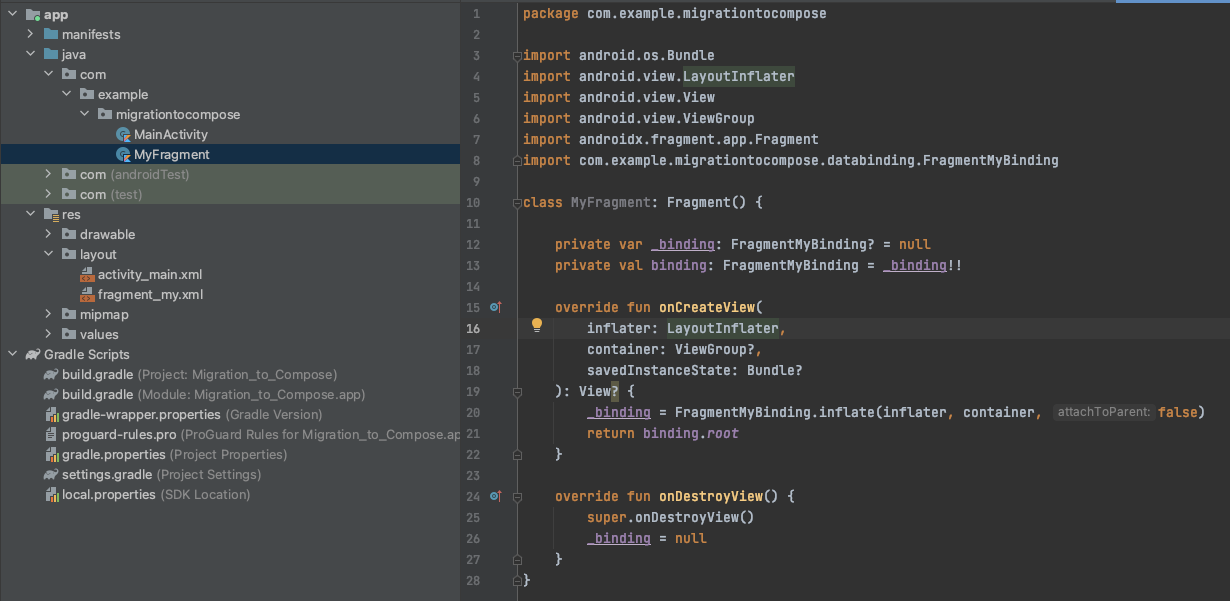 app
manifests
java
com
example
migrationtocompose
MainActivity
MyFragment
com (androidTest)
com (test)
res
drawable
layout
activity_main.xml
fragment_my.xml
mipmap
values
Gradle Scripts
build.gradle (Project: Migration_to_Compose)
build.gradle (Module: Migration_to_Compose.app)
gradle-wrapper.properties (Gradle Version)
proguard-rules.pro (ProGuard Rules for Migration_to_Compose.ap
gradle.properties (Project Properties)
settings.gradle (Project Settings)
local.properties (SDK Location)
1 package com.example.migrationtocompose
2
3 import android.os.Bundle
4 import android.view.LayoutInflater
5 import android.view.View
6 import android.view.ViewGroup
7 import androidx.fragment.app.Fragment
8 import com.example.migrationtocompose.databinding.FragmentMyBinding
9
10 class MyFragment: Fragment() {
11
12 private var _binding: FragmentMyBinding? = null
13 private val binding: FragmentMyBinding = _binding!!
14
15 override fun onCreateView(
16 inflater: LayoutInflater,
17 container: ViewGroup?,
18 savedInstanceState: Bundle?
19 ): View? {
20 _binding = FragmentMyBinding.inflate(inflater, container, attachToParent: false)
21 return binding.root
22 }
23
24 override fun onDestroyView() {
25 super.onDestroyView()
26 _binding = null
27 }
28 }